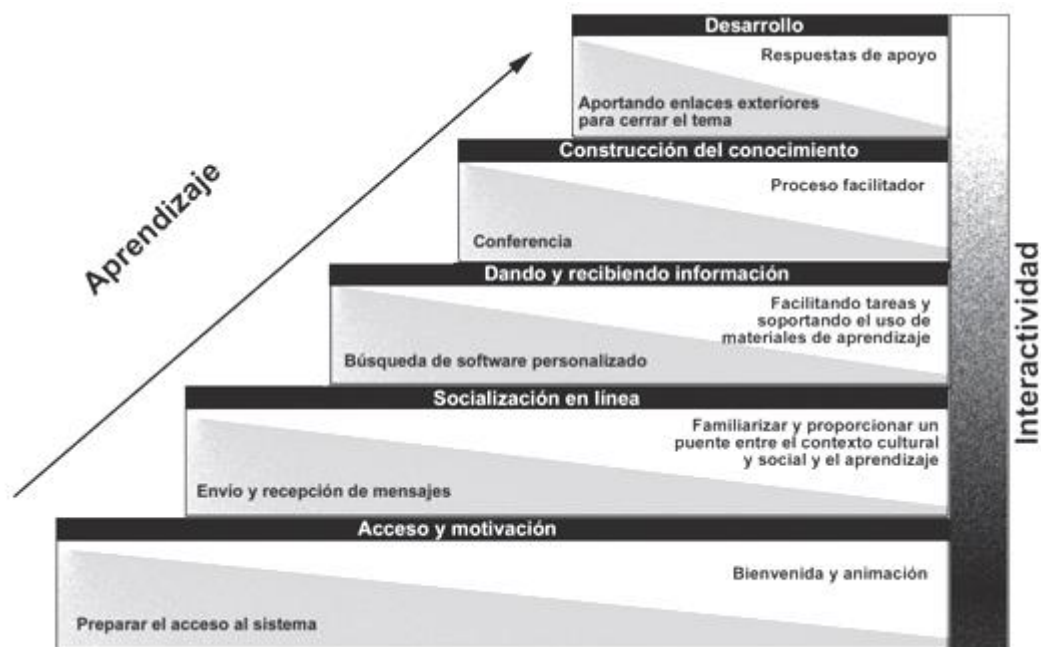 Desarrollo
Respuestas de apoyo
Aportando enlaces exteriores
para cerrar el tema
Construcción del conocimiento
Proceso facilitador
Conferencia
Dando y recibiendo información
Facilitando tareas y
soportando el uso de
materiales de aprendizaje
Búsqueda de software personalizado
Socialización en línea
Familiarizar y proporcionar un
puente entre el contexto cultural
y social y el aprendizaje
Envío y recepción de mensajes
Acceso y motivación
Bienvenida y animación
Preparar el acceso al sistema
Aprendizaje
Interactividad